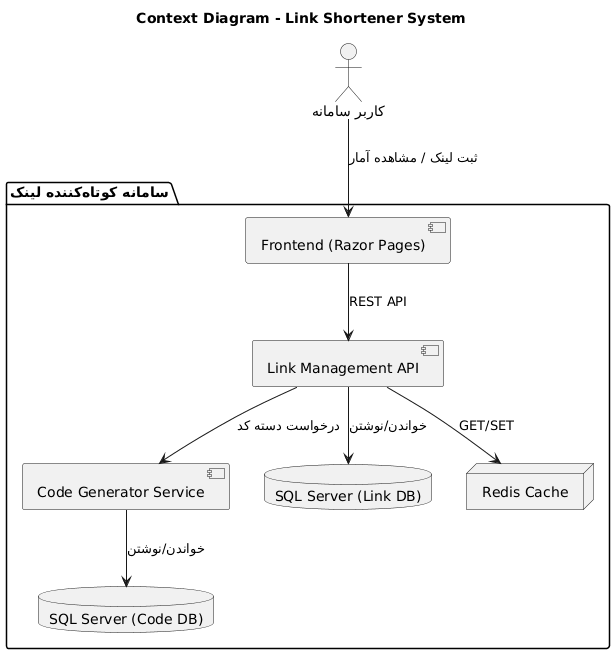 Context Diagram - Link Shortener System
کاربر سامانه
ثبت لینک / مشاهده آمار
سامانه کوتاه‌کننده لینک
Frontend (Razor Pages)
REST API
Link Management API
درخواست دسته کد
خواندن/نوشتن
GET/SET
Code Generator Service
SQL Server (Link DB)
Redis Cache
خواندن/نوشتن
SQL Server (Code DB)